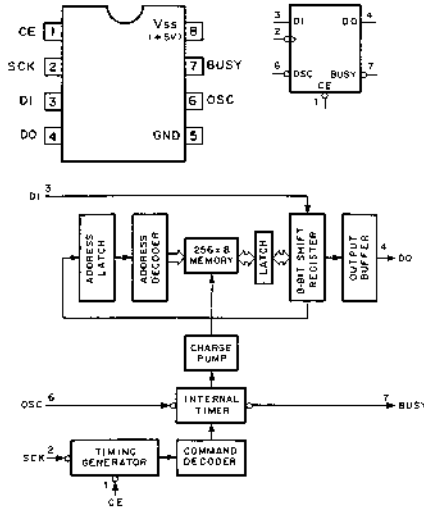 CE 1
VSS
(+5V)
8
SCK 2
7 BUSY
DI 3
6 OSC
DO 4
GND 5
3 DI DO 4
2
6 OSC BUSY 7
CE
1
DI 3
ADDRESS
LATCH
ADDRESS
DECODER
256×8
MEMORY
LATCH
8-BIT SHIFT
REGISTER
OUTPUT
BUFFER
4 DO
CHARGE
PUMP
OSC 6
INTERNAL
TIMER
7 BUSY
SCK 2
TIMING
GENERATOR
COMMAND
DECODER
1
CE